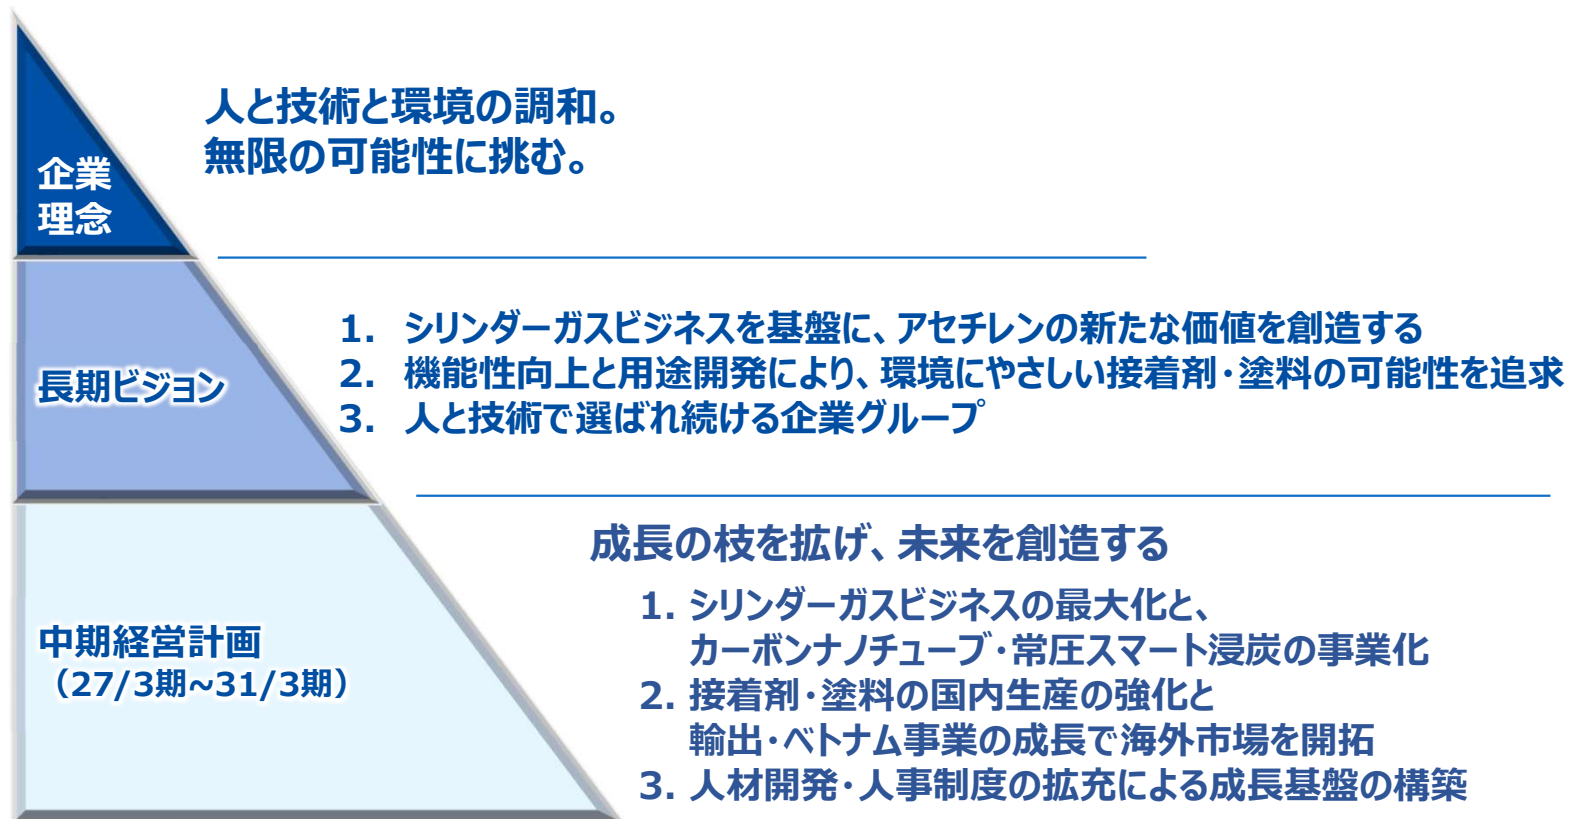 企業
理念
人と技術と環境の調和。
無限の可能性に挑む。
長期ビジョン
1. シリンダーガスビジネスを基盤に、アセチレンの新たな価値を創造する
2. 機能性向上と用途開発により、環境にやさしい接着剤・塗料の可能性を追求
3. 人と技術で選ばれ続ける企業グループ
中期経営計画
（27/3期~31/3期）
成長の枝を拡げ、未来を創造する
1. シリンダーガスビジネスの最大化と、
カーボンナノチューブ・常圧スマート浸炭の事業化
2. 接着剤・塗料の国内生産の強化と
輸出・ベトナム事業の成長で海外市場を開拓
3. 人材開発・人事制度の拡充による成長基盤の構築